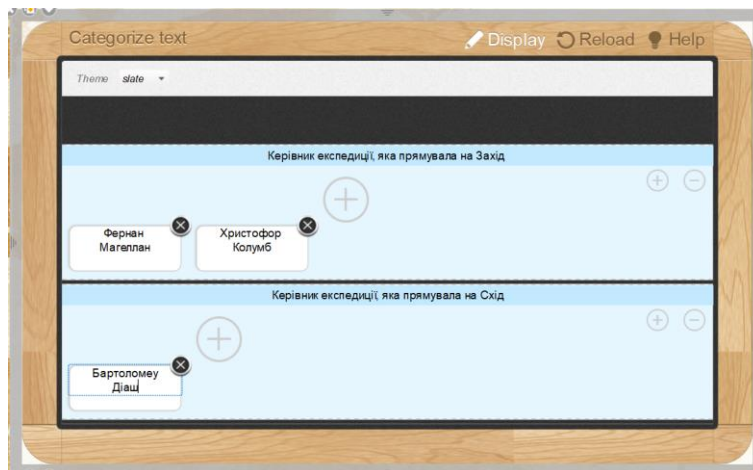 Categorize text
Display Reload Help
Theme slate
Керівник експедиції, яка прямувала на Захід
Фернан
Магеллан
Христофор
Колумб
Керівник експедиції, яка прямувала на Схід
Бартоломеу
Діаш